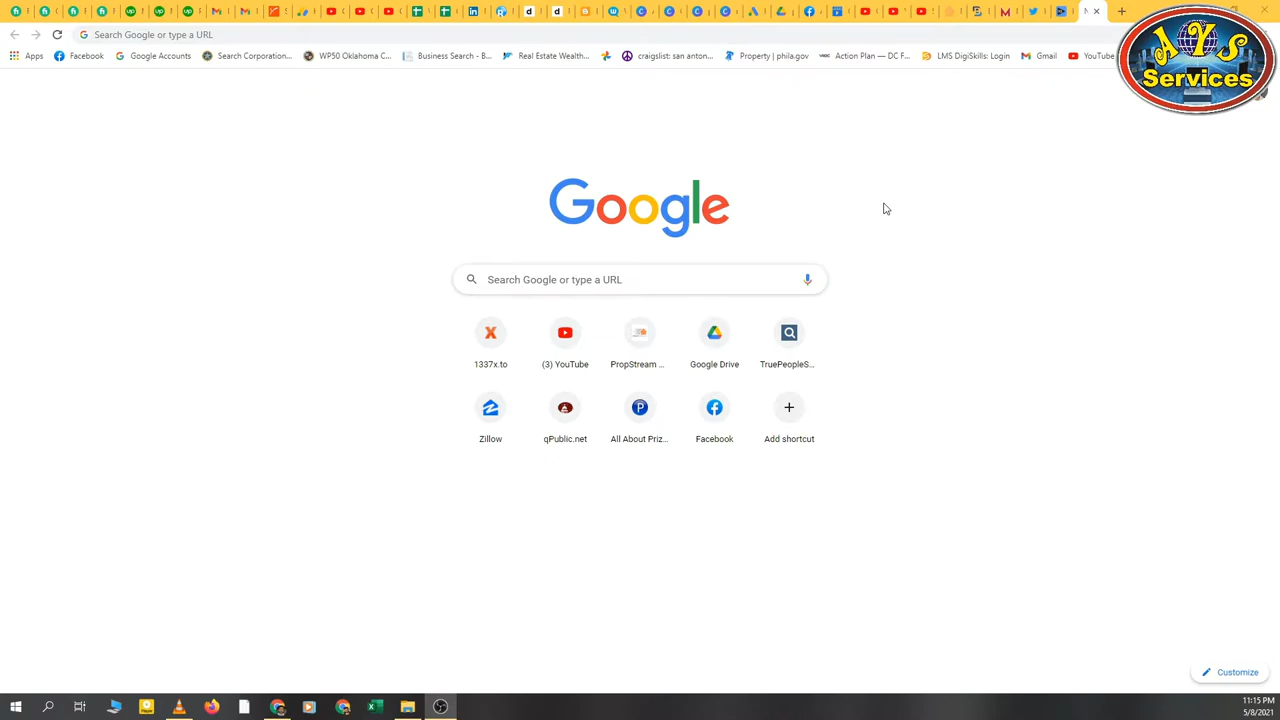 Search Google or type a URL
Apps Facebook Google Accounts Search Corporation... WP50 Oklahoma C... Business Search - B... Real Estate Wealth... craigslist: san anton... Property | phila.gov Action Plan — DC F... LMS DigiSkills: Login Gmail YouTube
AYS
Services
Google
Search Google or type a URL
1337x.to (3) YouTube PropStream ... Google Drive TruePeopleS...
Zillow qPublic.net All About Priz... Facebook Add shortcut
Customize
11:15 PM
5/8/2021